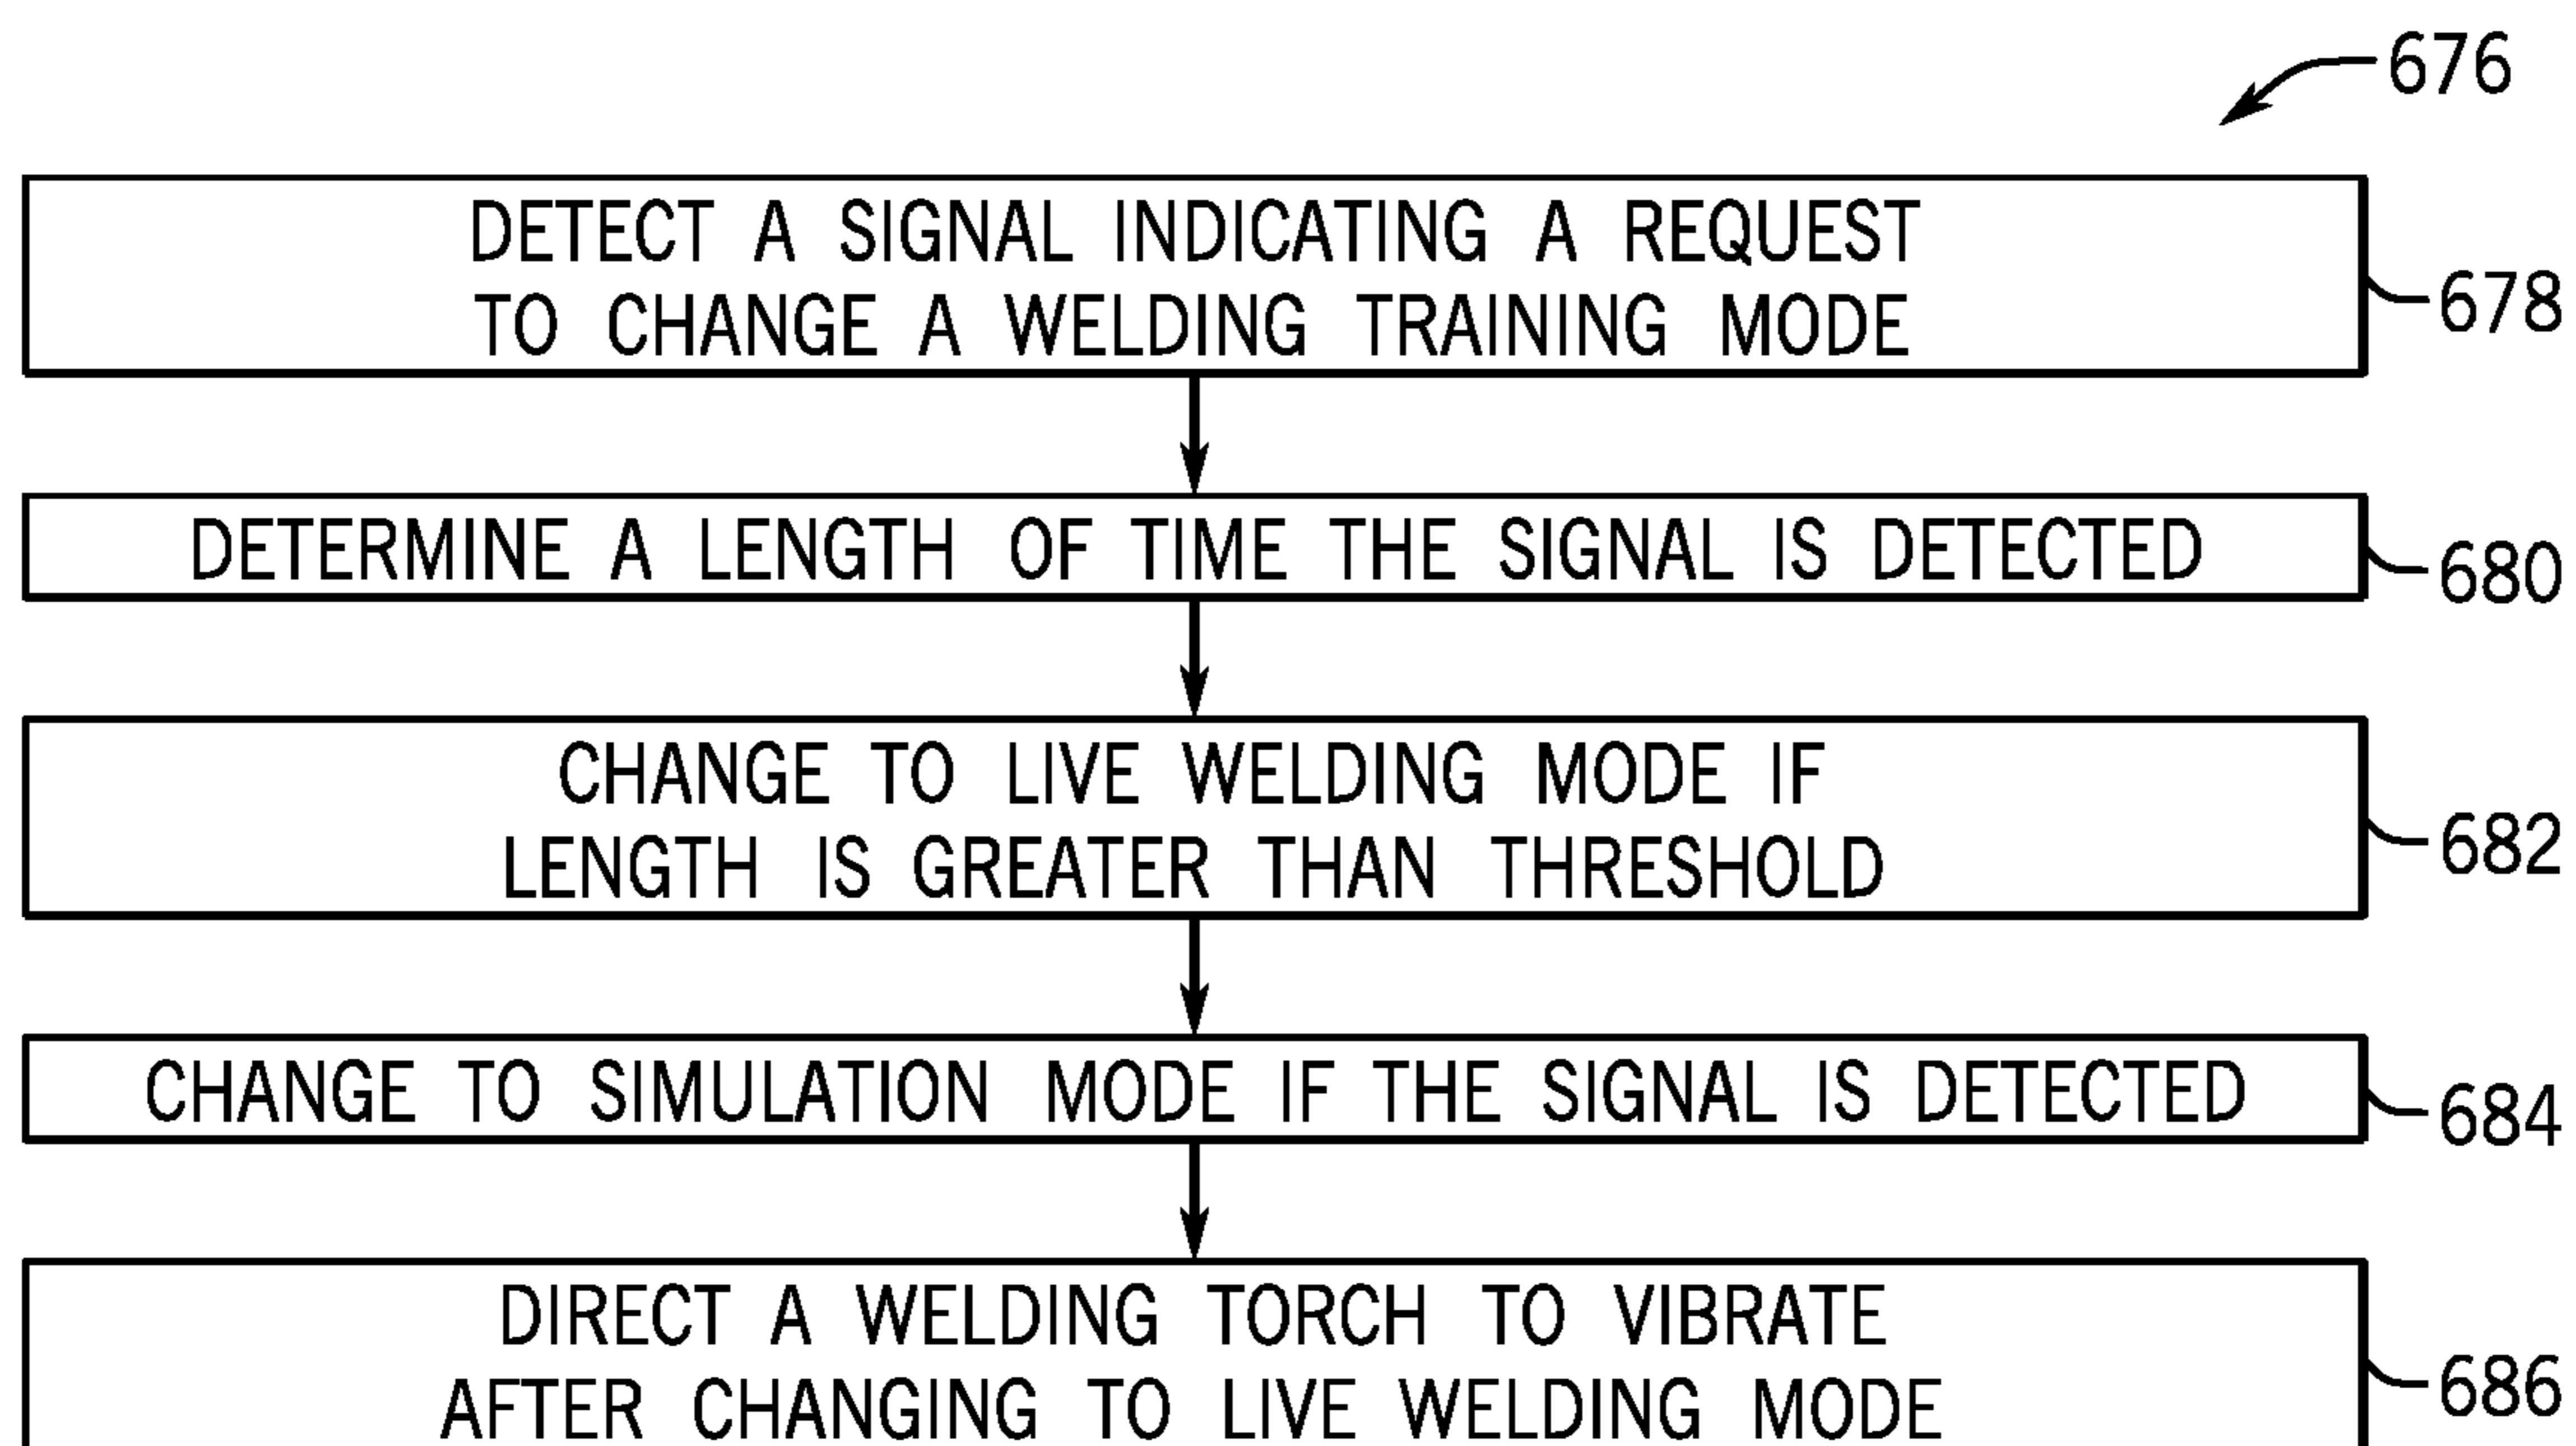 676
DETECT A SIGNAL INDICATING A REQUEST
TO CHANGE A WELDING TRAINING MODE
678
DETERMINE A LENGTH OF TIME THE SIGNAL IS DETECTED
680
CHANGE TO LIVE WELDING MODE IF
LENGTH IS GREATER THAN THRESHOLD
682
CHANGE TO SIMULATION MODE IF THE SIGNAL IS DETECTED
684
DIRECT A WELDING TORCH TO VIBRATE
AFTER CHANGING TO LIVE WELDING MODE
686